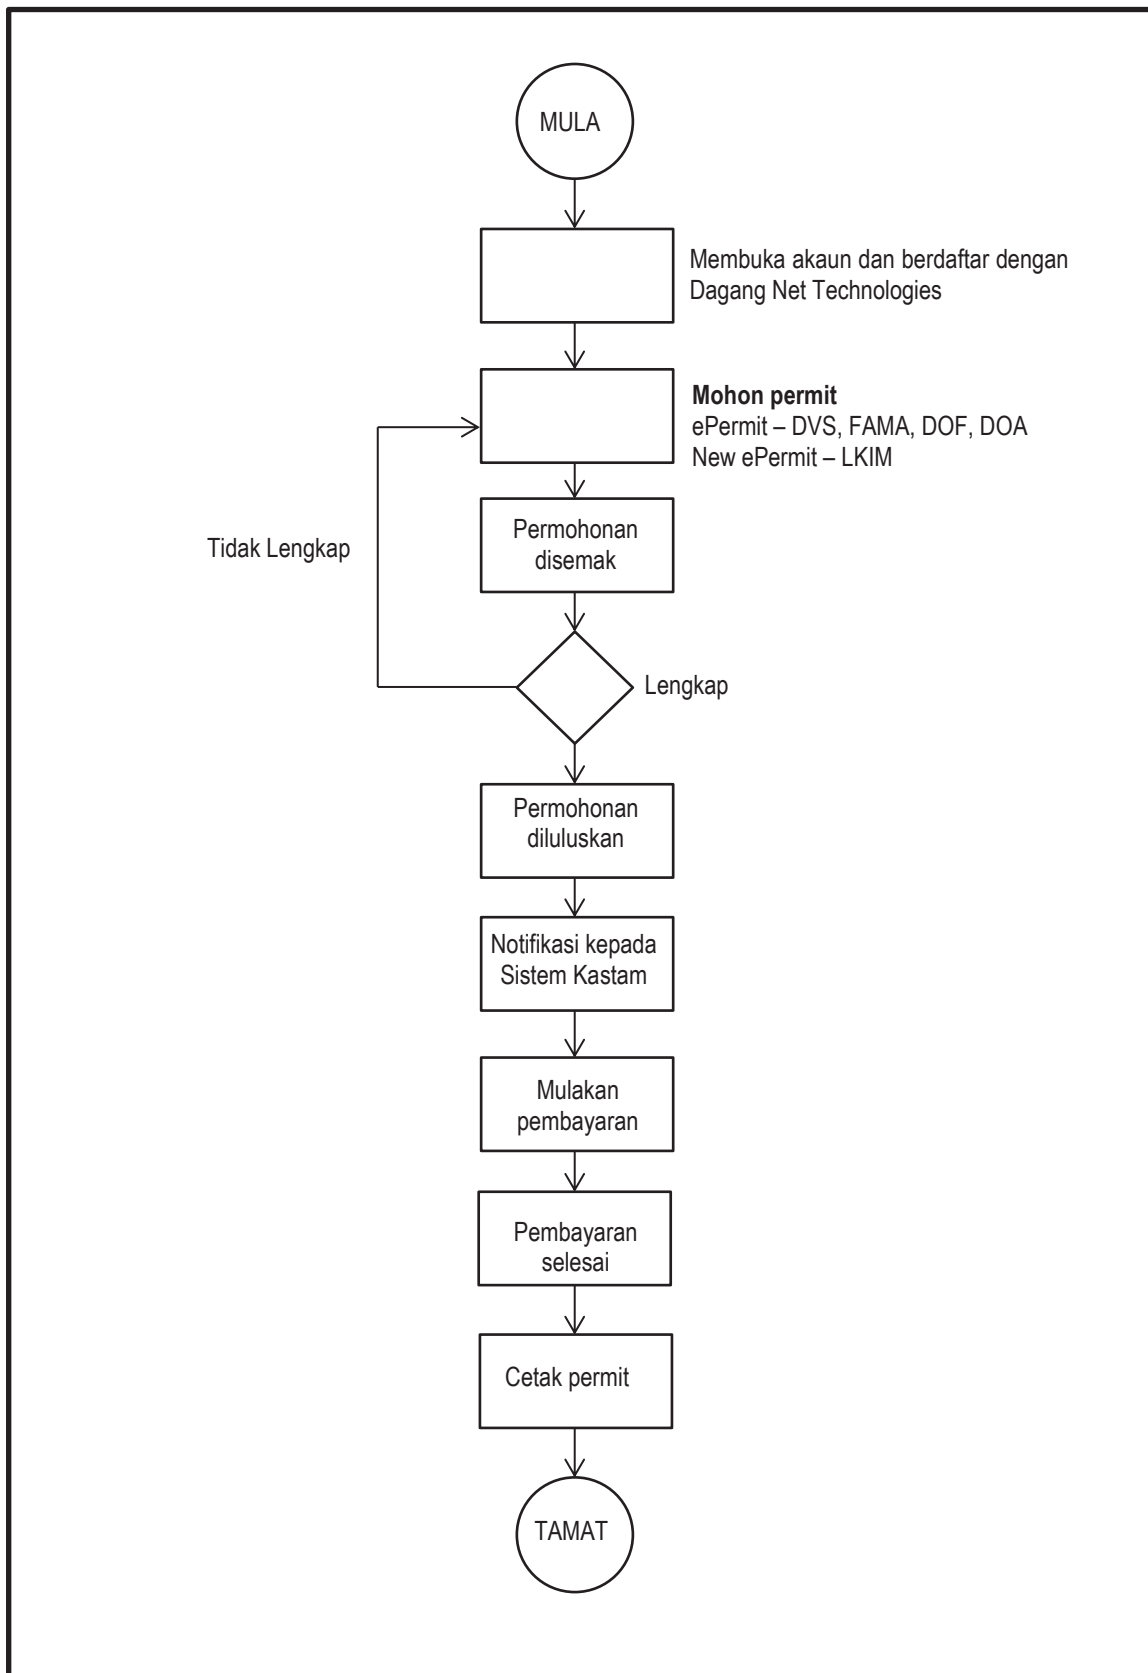 MULA
Membuka akaun dan berdaftar dengan
Dagang Net Technologies
Mohon permit
ePermit – DVS, FAMA, DOF, DOA
New ePermit – LKIM
Permohonan
disemak
Tidak Lengkap
Lengkap
Permohonan
diluluskan
Notifikasi kepada
Sistem Kastam
Mulakan
pembayaran
Pembayaran
selesai
Cetak permit
TAMAT